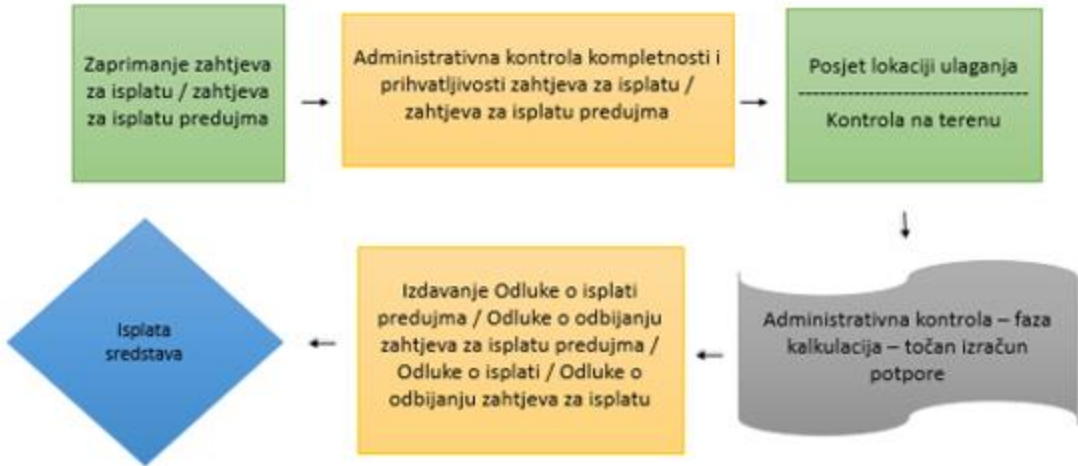 Zaprimanje zahtjeva
za isplatu / zahtjeva
za isplatu predujma
Administrativna kontrola kompletnosti i
prihvatljivosti zahtjeva za isplatu /
zahtjeva za isplatu predujma
Posjet lokaciji ulaganja
Kontrola na terenu
Administrativna kontrola – faza
kalkulacija – točan izračun
potpore
Izdavanje Odluke o isplati
predujma / Odluke o odbijanju
zahtjeva za isplatu predujma /
Odluke o isplati / Odluke o
odbijanju zahtjeva za isplatu
Isplata
sredstava